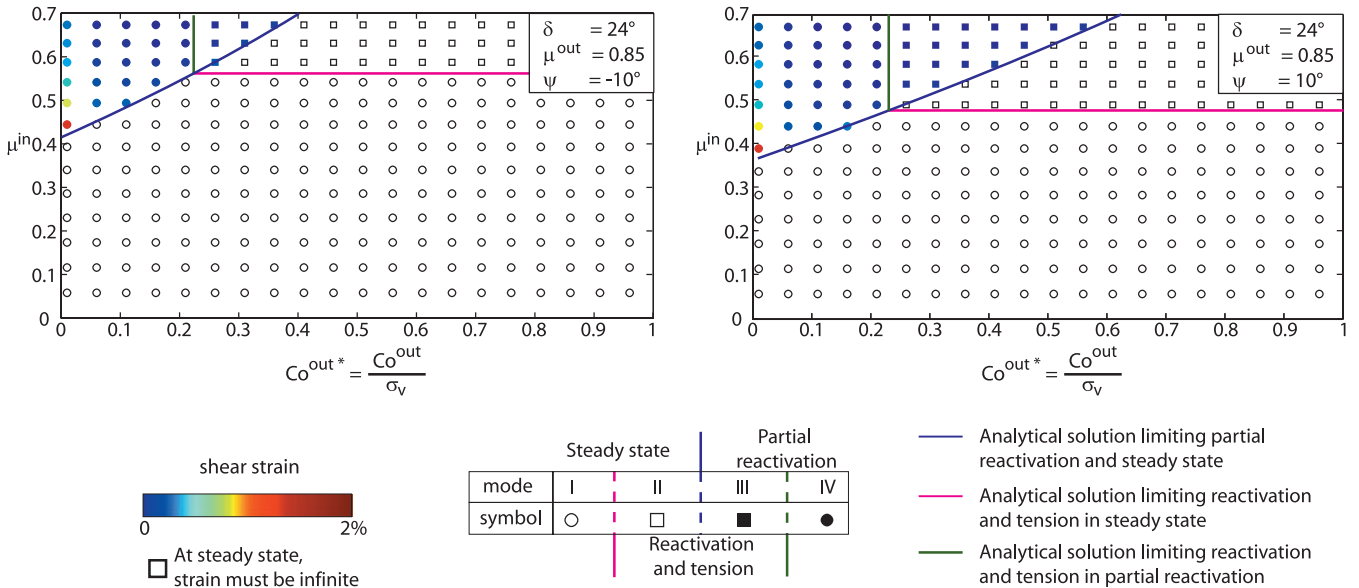 0.7
0.6
0.5
μin
0.4
0.3
0.2
0.1
0
0 0.1 0.2 0.3 0.4 0.5 0.6 0.7 0.8 0.9 1
δ = 24°
μout = 0.85
ψ = -10°
Coout * = Coout
σv
0.7
0.6
0.5
μin
0.4
0.3
0.2
0.1
0
0 0.1 0.2 0.3 0.4 0.5 0.6 0.7 0.8 0.9 1
δ = 24°
μout = 0.85
ψ = 10°
Coout * = Coout
σv
shear strain
0 2%
At steady state,
strain must be infinite
Steady state
Partial
reactivation
mode I II III IV
symbol
Reactivation
and tension
Analytical solution limiting partial
reactivation and steady state
Analytical solution limiting reactivation
and tension in steady state
Analytical solution limiting reactivation
and tension in partial reactivation